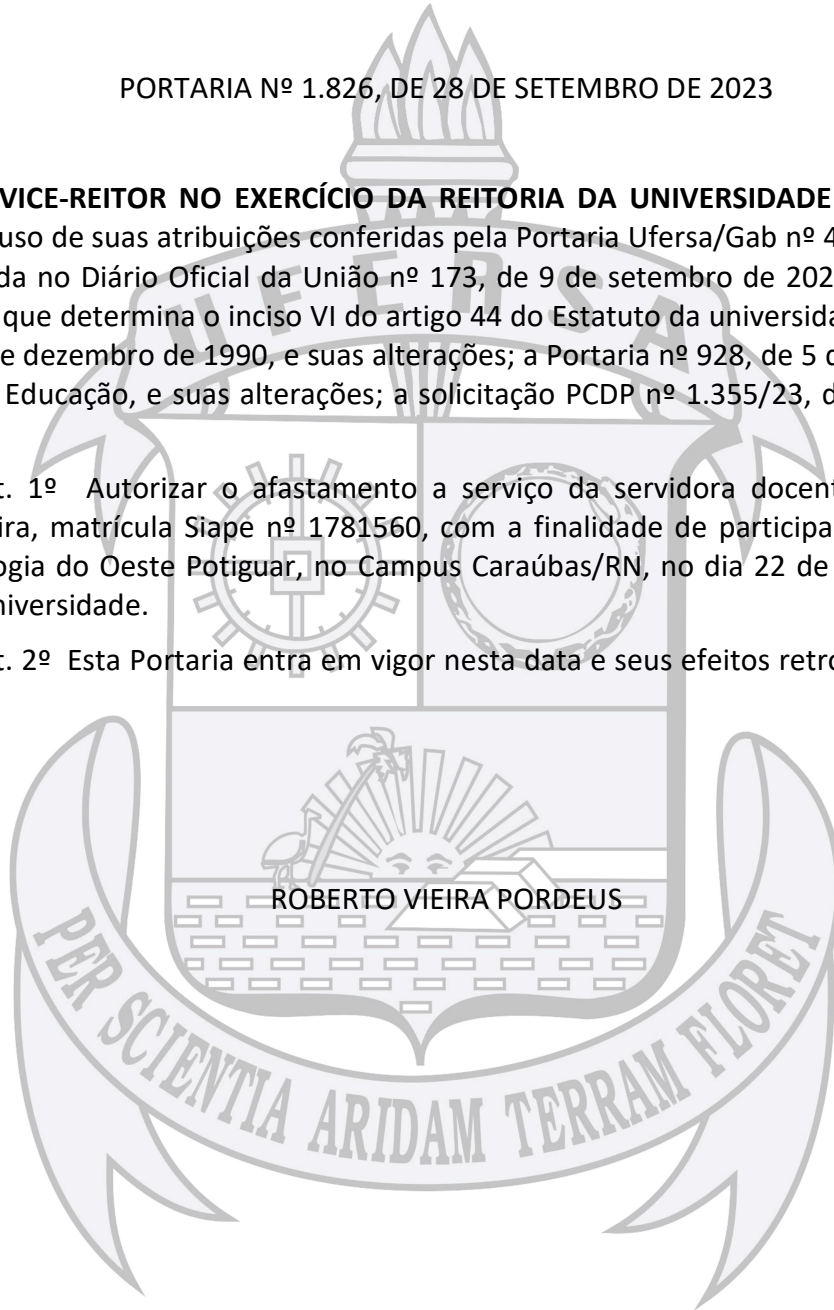 PORTARIA Nº 1.826, DE 28 DE SETEMBRO DE 2023
VICE-REITOR NO EXERCÍCIO DA REITORIA DA UNIVERSIDADE
uso de suas atribuições conferidas pela Portaria Ufersa/Gab nº 4
da no Diário Oficial da União nº 173, de 9 de setembro de 202
que determina o inciso VI do artigo 44 do Estatuto da universida
e dezembro de 1990, e suas alterações; a Portaria nº 928, de 5 d
Educação, e suas alterações; a solicitação PCDP nº 1.355/23, d
t. 1º Autorizar o afastamento a serviço da servidora docent
ira, matrícula Siape nº 1781560, com a finalidade de participa
ogia do Oeste Potiguar, no Campus Caraúbas/RN, no dia 22 de
niversidade.
t. 2º Esta Portaria entra em vigor nesta data e seus efeitos retro
ROBERTO VIEIRA PORDEUS
UFERSA
PER SCIENTIA ARIDAM TERRAM FLORET